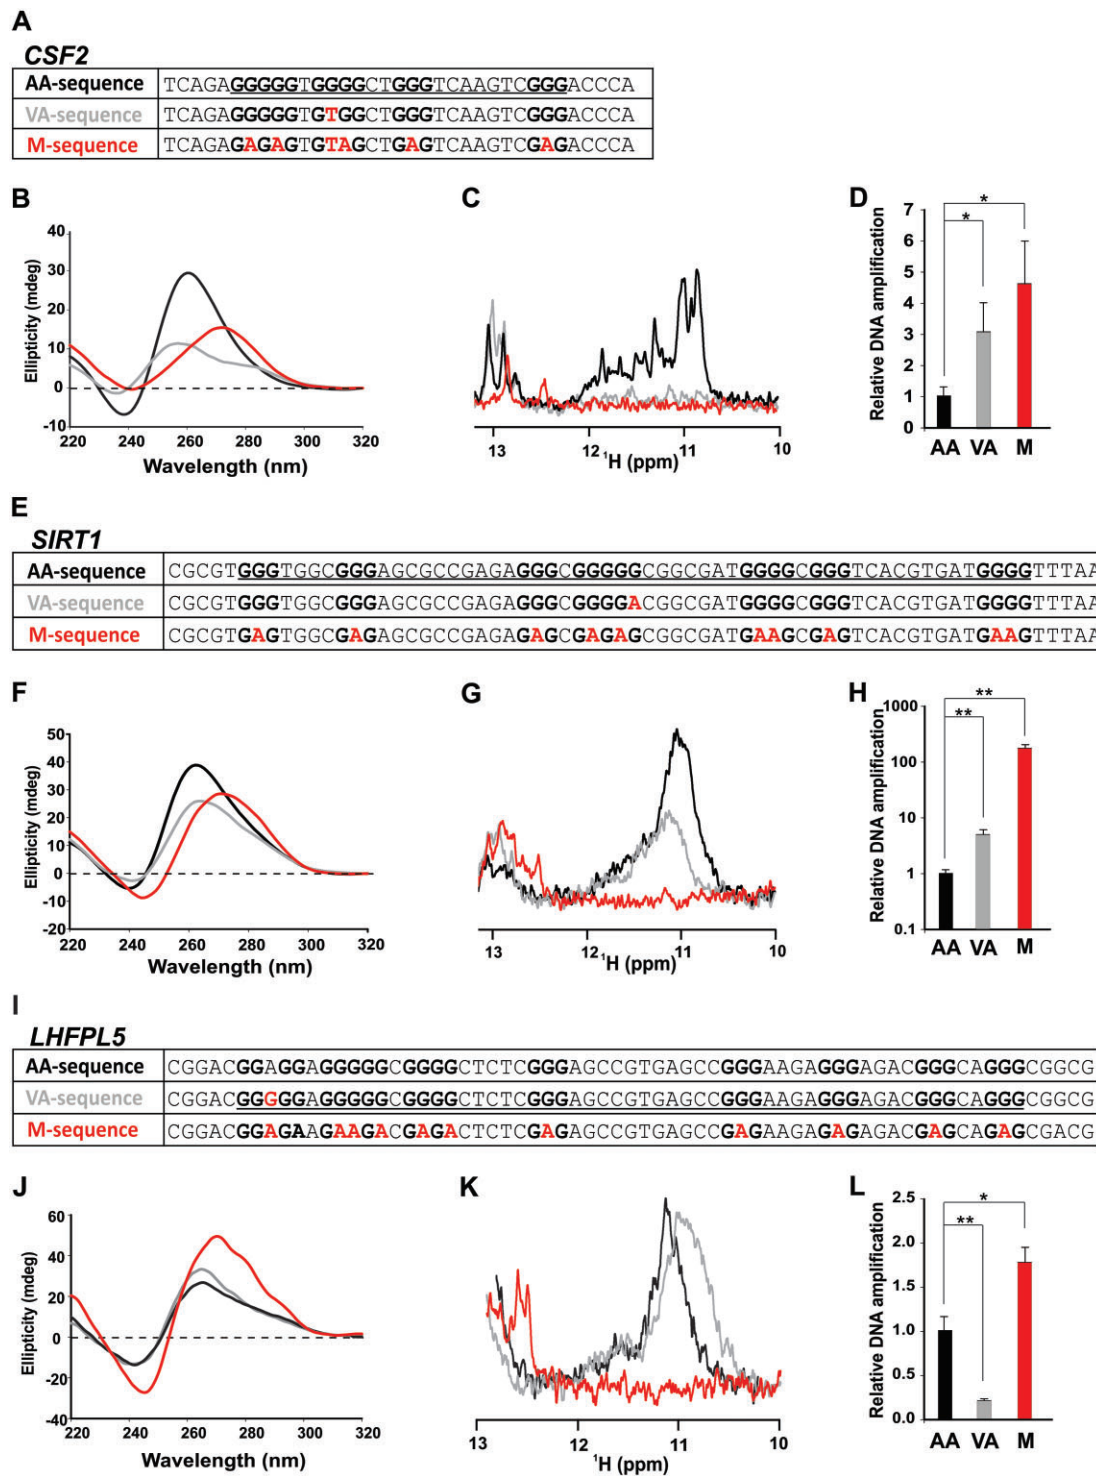 A
CSF2
AA-sequence TCAGAGGGGGTGGGGCTGGGTCAAGTCGGGACCCA
VA-sequence TCAGAGGGGGTGTGGCTGGGTCAAGTCGGGACCCA
M-sequence TCAGAGAGAGTGTAGCTGAGTCAAGTCGAGACCCA
B
Ellipticity (mdeg)
40
30
20
10
0
-10
220 240 260 280 300 320
Wavelength (nm)
C
13 12 11 10
¹H (ppm)
D
Relative DNA amplification
7
6
5
4
3
2
1
0
* *
AA VA M
E
SIRT1
AA-sequence CGCGTGGGTGGCGGGAGCGCCGAGAGGGCGGGGGCGGCGATGGGGCGGGTCACGTGATGGGGTTTAA
VA-sequence CGCGTGGGTGGCGGGAGCGCCGAGAGGGCGGGGACGGCGATGGGGCGGGTCACGTGATGGGGTTTAA
M-sequence CGCGTGAGTGGCGAGAGCGCCGAGAGAGCGAGAGCGGCGATGAAGCGAGTCACGTGATGAAGTTTAA
F
Ellipticity (mdeg)
50
40
30
20
10
0
-10
-20
220 240 260 280 300 320
Wavelength (nm)
G
13 12 11 10
¹H (ppm)
H
Relative DNA amplification
1000
100
10
1
0.1
** **
AA VA M
I
LHFPL5
AA-sequence CGGACGGAGGAGGGGGCGGGGCTCTCGGGAGCCGTGAGCCGGGAAGAGGGAGACGGGCAGGGCGGCG
VA-sequence CGGACGGGGGAGGGGGCGGGGCTCTCGGGAGCCGTGAGCCGGGAAGAGGGAGACGGGCAGGGCGGCG
M-sequence CGGACGGAGAAGAAGACGAGACTCTCGAGAGCCGTGAGCCGAGAAGAGAGAGACGAGCAGAGCGACG
J
Ellipticity (mdeg)
60
40
20
0
-20
-40
220 240 260 280 300 320
Wavelength (nm)
K
13 12 11 10
¹H (ppm)
L
Relative DNA amplification
2.5
2.0
1.5
1.0
0.5
0.0
* **
AA VA M